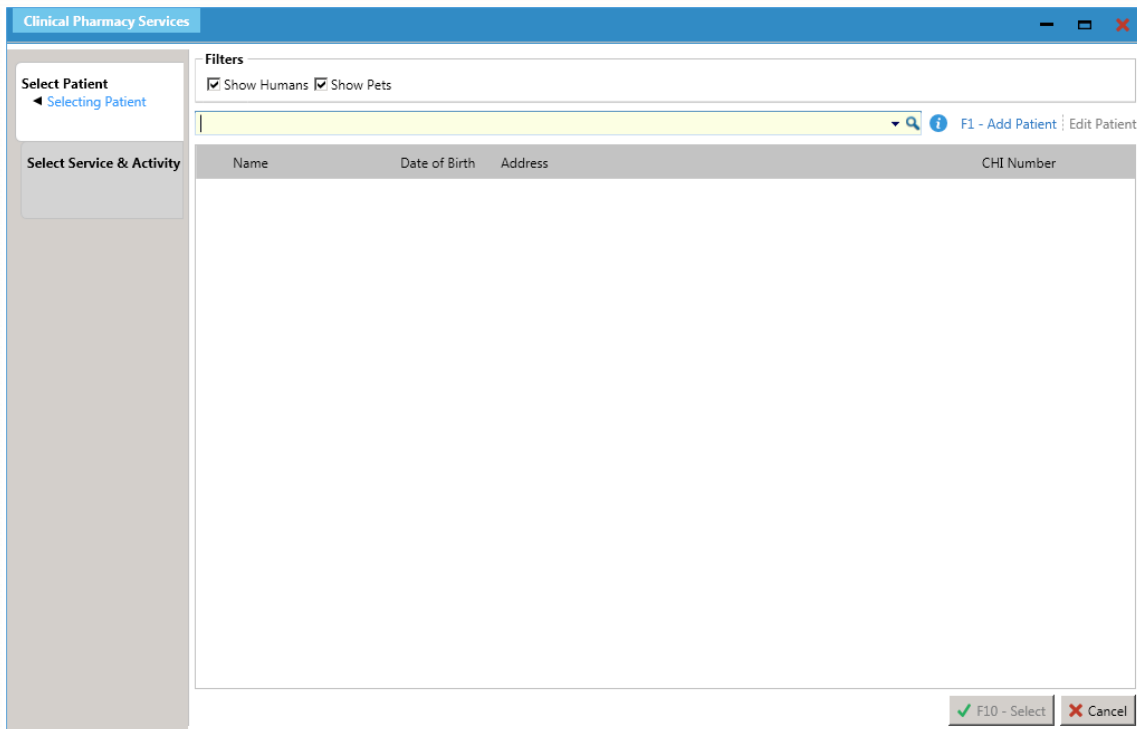 Clinical Pharmacy Services
Select Patient
Selecting Patient
Select Service & Activity
Filters
Show Humans Show Pets
F1 - Add Patient Edit Patient
Name Date of Birth Address CHI Number
F10 - Select Cancel